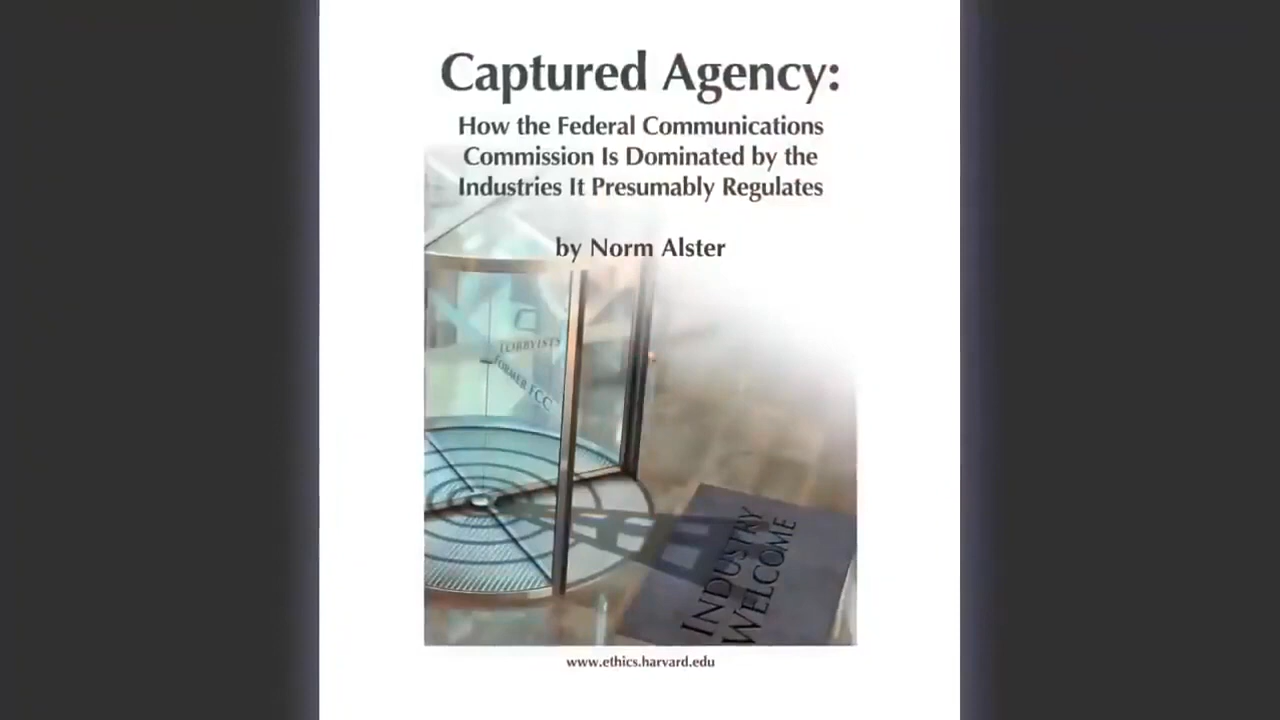 Captured Agency:
How the Federal Communications
Commission Is Dominated by the
Industries It Presumably Regulates
by Norm Alster
LOBBYISTS
FORMER FCC
INDUSTRY
WELCOME
www.ethics.harvard.edu